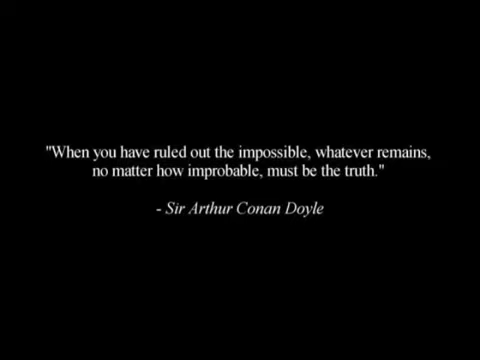 "When you have ruled out the impossible, whatever remains,
no matter how improbable, must be the truth."
- Sir Arthur Conan Doyle